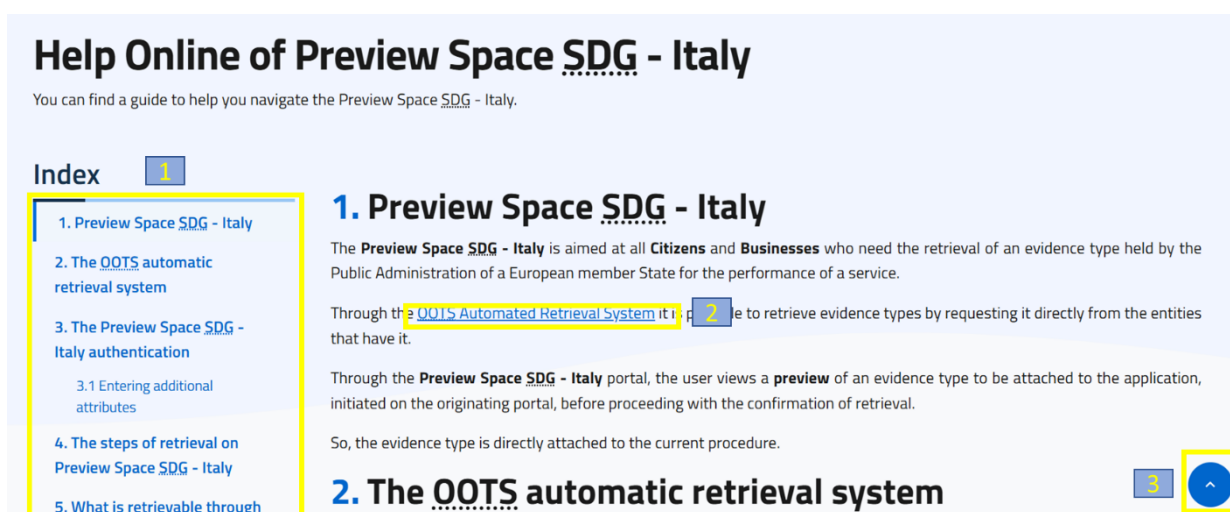 Help Online of Preview Space SDG - Italy
You can find a guide to help you navigate the Preview Space SDG - Italy.
Index
1
1. Preview Space SDG - Italy
2. The OOTS automatic
retrieval system
3. The Preview Space SDG -
Italy authentication
3.1 Entering additional
attributes
4. The steps of retrieval on
Preview Space SDG - Italy
5. What is retrievable through
1. Preview Space SDG - Italy
The Preview Space SDG - Italy is aimed at all Citizens and Businesses who need the retrieval of an evidence type held by the
Public Administration of a European member State for the performance of a service.
Through the OOTS Automated Retrieval System it is 2 to retrieve evidence types by requesting it directly from the entities
that have it.
Through the Preview Space SDG - Italy portal, the user views a preview of an evidence type to be attached to the application,
initiated on the originating portal, before proceeding with the confirmation of retrieval.
So, the evidence type is directly attached to the current procedure.
2. The OOTS automatic retrieval system
3